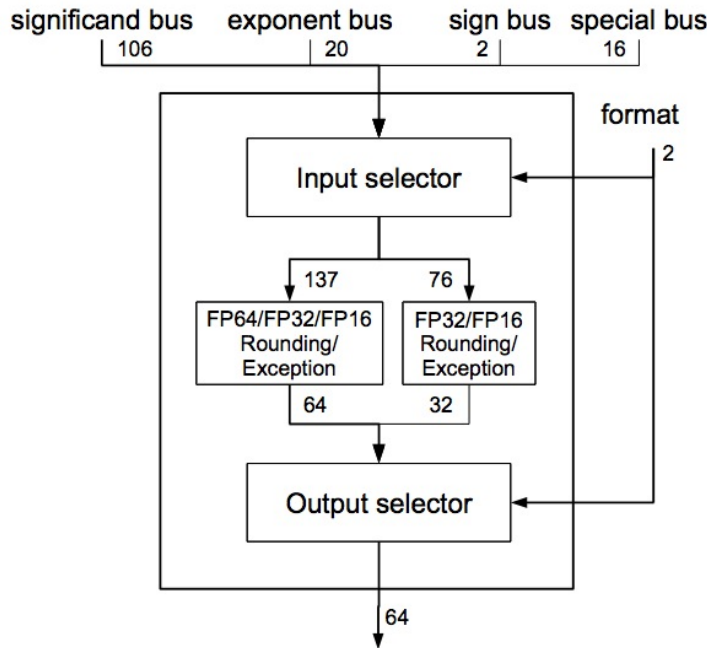 significand bus exponent bus sign bus special bus
106 20 2 16
format
2
Input selector
137 76
FP64/FP32/FP16 FP32/FP16
Rounding/ Rounding/
Exception Exception
64 32
Output selector
64